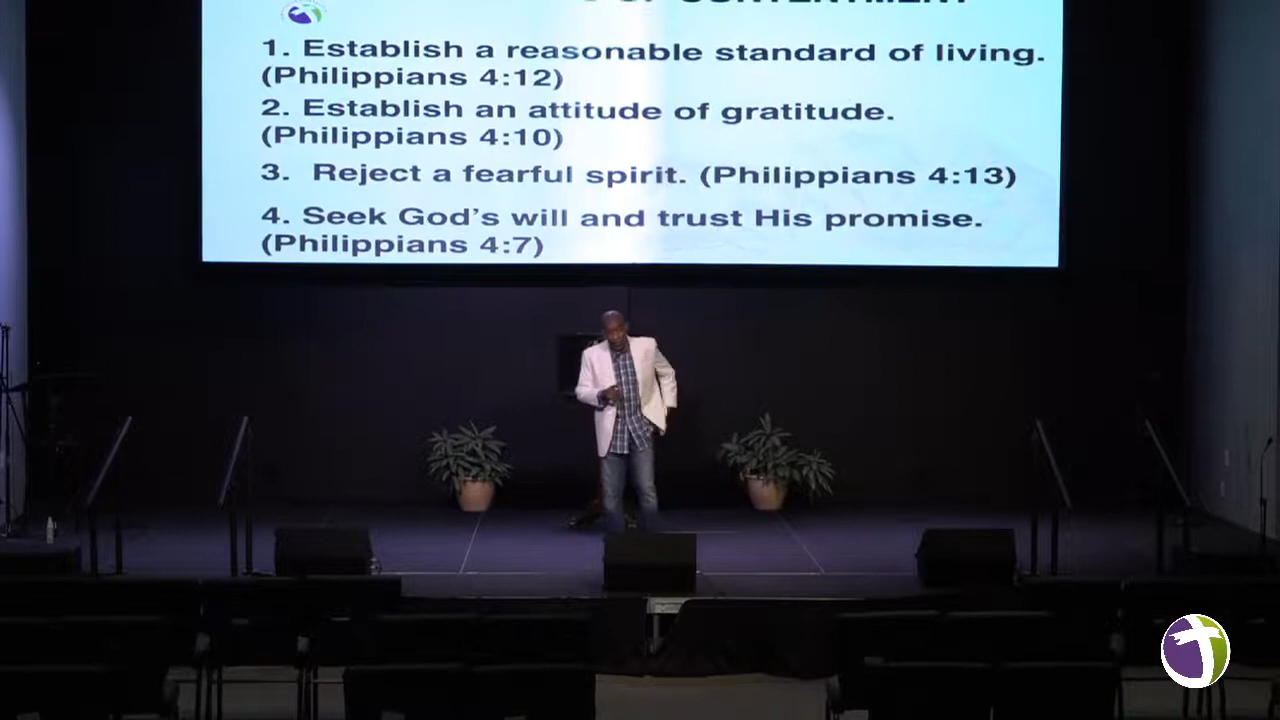 CONTENTMENT
1. Establish a reasonable standard of living.
(Philippians 4:12)
2. Establish an attitude of gratitude.
(Philippians 4:10)
3. Reject a fearful spirit. (Philippians 4:13)
4. Seek God's will and trust His promise.
(Philippians 4:7)